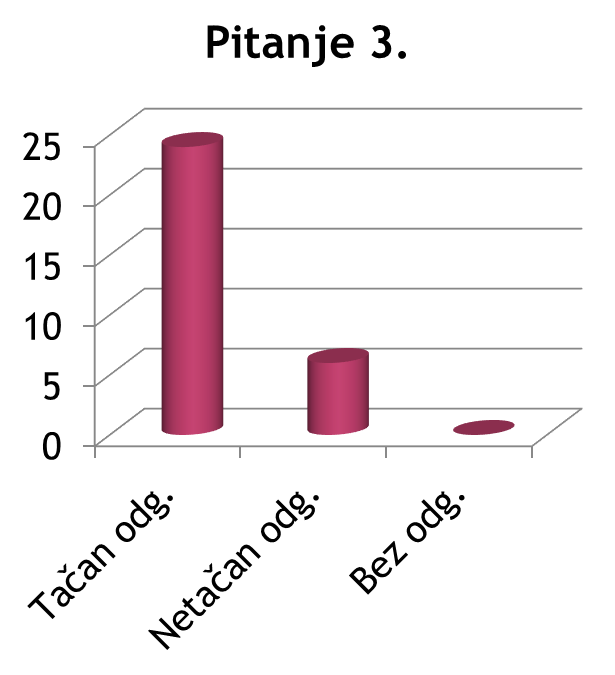 Pitanje 3.
25
20
15
10
5
0
Tačan odg.
Netačan odg.
Bez odg.